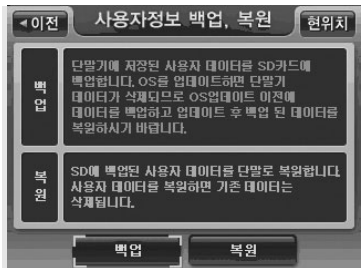 이전
사용자정보 백업, 복원
현위치
백업
단말기에 저장된 사용자 데이터를 SD카드에
백업합니다. OS를 업데이트하면 단말기
데이터가 삭제되므로 OS업데이트 이전에
데이터를 백업하고 업데이트 후 백업 된 데이터를
복원하시기 바랍니다.
복원
SD에 백업된 사용자 데이터를 단말로 복원합니다.
사용자 데이터를 복원하면 기존 데이터는
삭제됩니다.
백업
복원